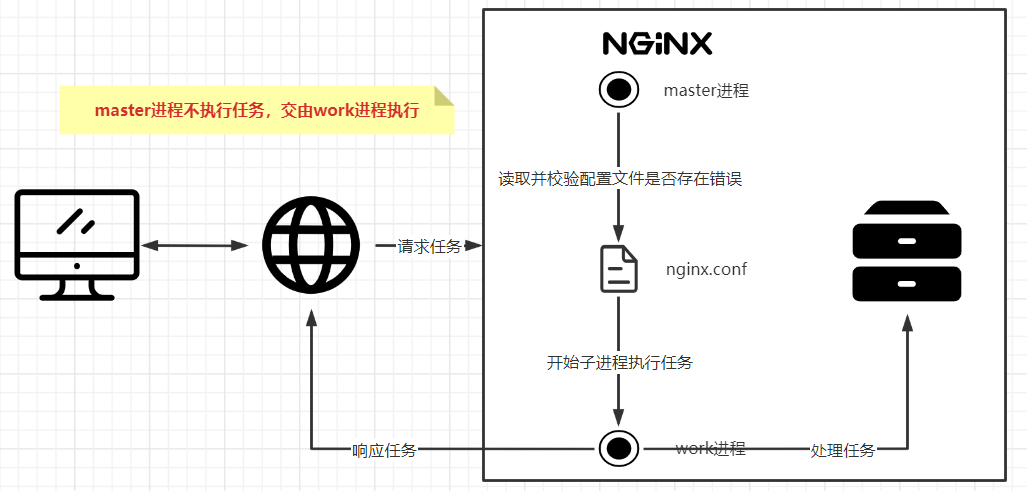 NGiNX
master进程
master进程不执行任务，交由work进程执行
读取并校验配置文件是否存在错误
请求任务
nginx.conf
开始子进程执行任务
响应任务
work进程
处理任务